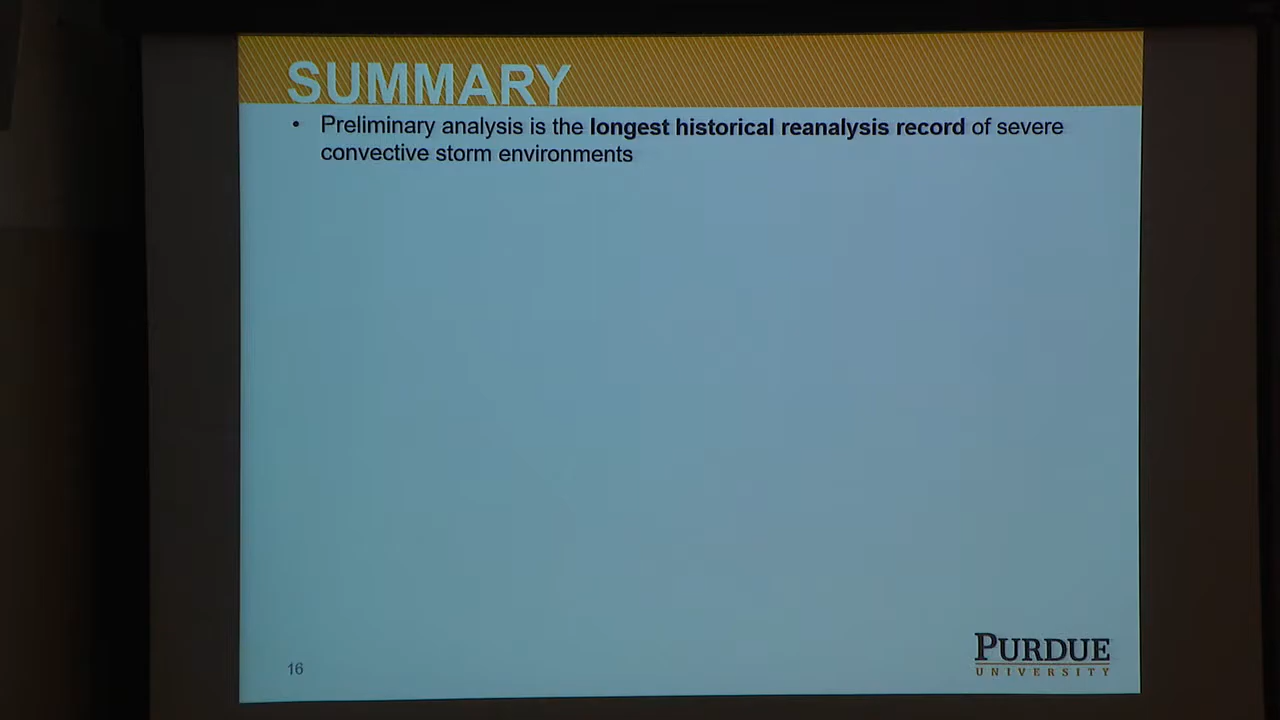 SUMMARY
• Preliminary analysis is the longest historical reanalysis record of severe
convective storm environments
16
PURDUE
UNIVERSITY